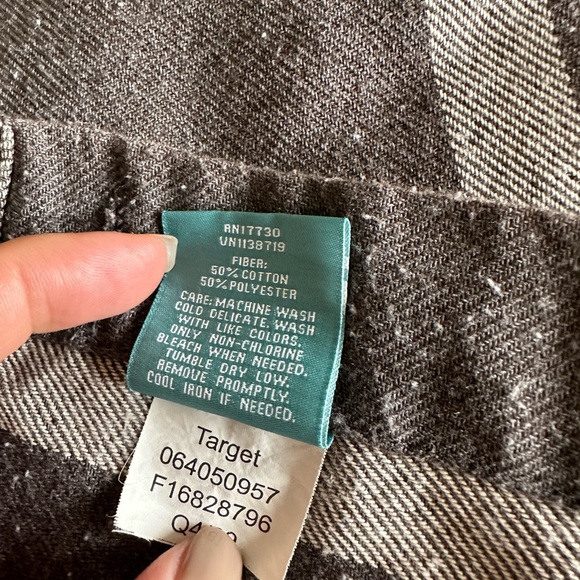 RN17730
VN1138719
FIBER:
50% COTTON
50% POLYESTER
CARE: MACHINE WASH
COLD DELICATE. WASH
WITH LIKE COLORS.
ONLY NON-CHLORINE
BLEACH WHEN NEEDED.
TUMBLE DRY LOW.
REMOVE PROMPTLY.
COOL IRON IF NEEDED.
Target
064050957
F16828796